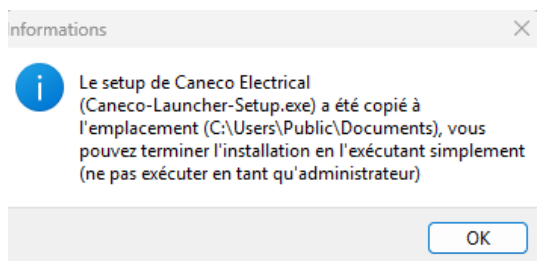 Informations
Le setup de Caneco Electrical
(Caneco-Launcher-Setup.exe) a été copié à
l'emplacement (C:\Users\Public\Documents), vous
pouvez terminer l'installation en l'exécutant simplement
(ne pas exécuter en tant qu'administrateur)
OK